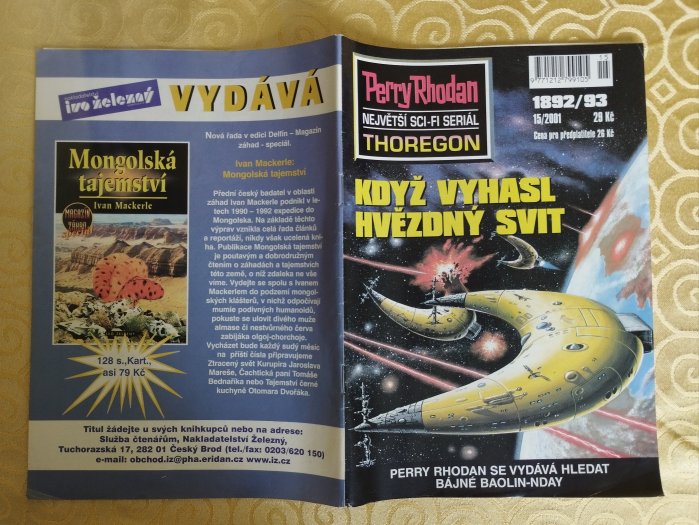 nakladatelství
ivo železný
VYDÁVÁ
Nová řada v edici Delfín – Magazín
záhad - speciál.
Ivan Mackerle:
Mongolská tajemství
Přední český badatel v oblasti
záhad Ivan Mackerle podnikl v le-
tech 1990 – 1992 expedice do
Mongolska. Na základě těchto
výprav vznikla celá řada článků
a reportáží, nikdy však ucelená kni-
ha. Publikace Mongolská tajemství
je poutavým a dobrodružným
čtením o záhadách a tajemstvích
této země, o níž zdaleka ne vše
víme. Vydejte se spolu s Ivanem
Mackerlem do podzemí mongol-
ských klášterů, v nichž odpočívají
mumie podivných humanoidů,
pokuste se ulovit divého muže
almase či nestvůrného červa
zabijáka olgoj-chorchoje.
Vycházet bude každý sudý měsíc
na příští čísla připravujeme
Ztracený svět Kurupira Jaroslava
Mareše, Čachtická paní Tomáše
Bednaříka nebo Tajemství černé
kuchyně Otomara Dvořáka.
Mongolská
tajemství
Ivan Mackerle
MAGAZÍN
ZÁHAD
speciál
128 s., Kart.,
asi 79 Kč
Titul žádejte u svých knihkupců nebo na adrese:
Služba čtenářům, Nakladatelství Železný,
Tuchorazská 17, 282 01 Český Brod (tel./fax: 0203/620 150)
e-mail: obchod.iz@pha.eridan.cz www.iz.cz
Perry Rhodan
NEJVĚTŠÍ SCI-FI SERIÁL
THOREGON
15
9 771212 799105
1892/93
15/2001 29 Kč
Cena pro předplatitele 26 Kč
KDYŽ VYHASL
HVĚZDNÝ SVIT
PERRY RHODAN SE VYDÁVÁ HLEDAT
BÁJNÉ BAOLIN-NDAY